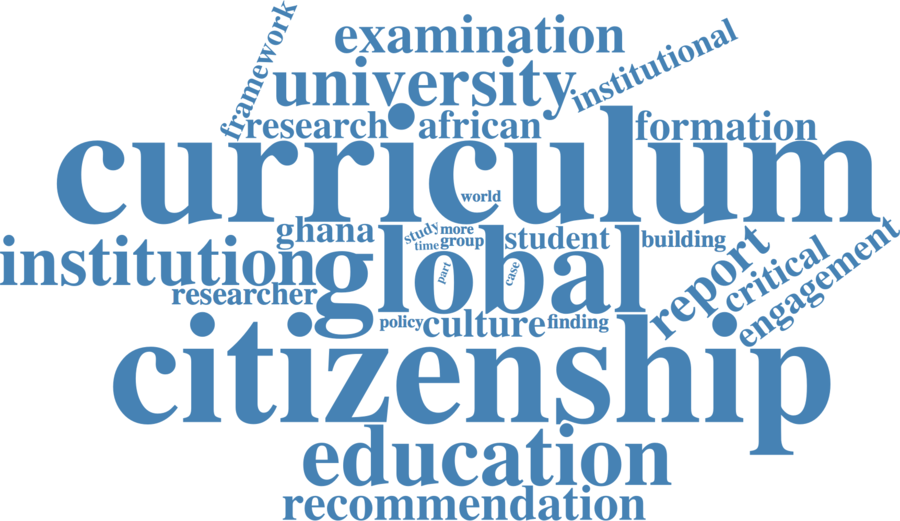 framework
examination
institutional
university
research
african
formation
curriculum
world
ghana
study
more
time
group
student
building
institution
global
part
case
report
critical
engagement
researcher
policy
culture
finding
citizenship
education
recommendation